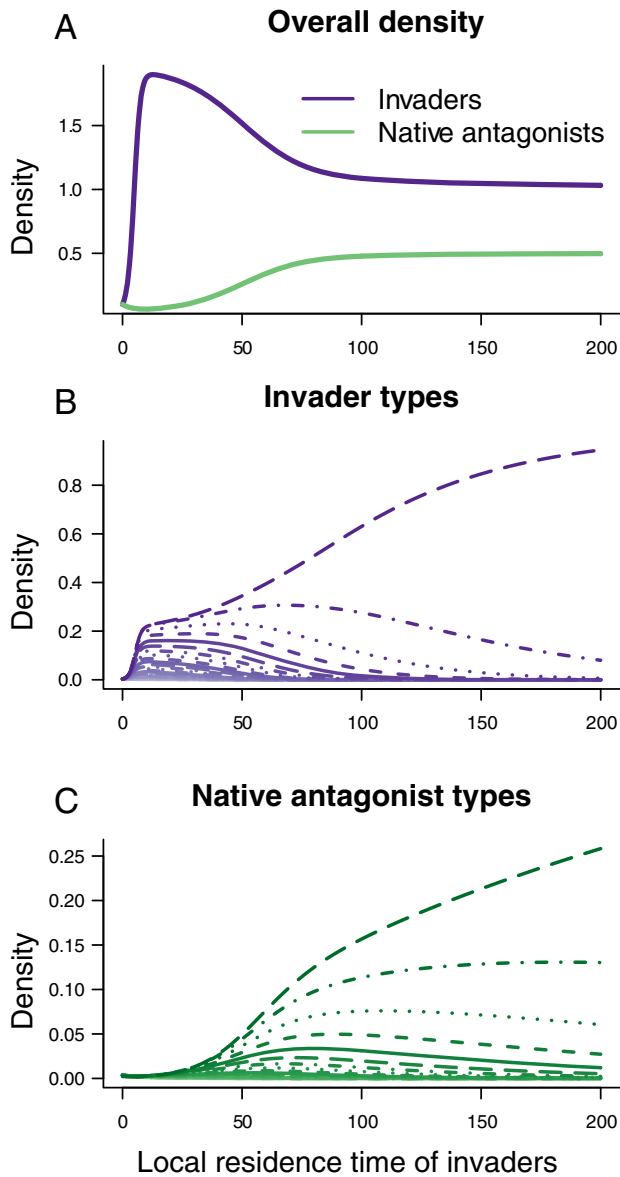 A
Overall density
Invaders
Native antagonists
Density
1.5
1.0
0.5
0
50
100
150
200
B
Invader types
Density
0.8
0.6
0.4
0.2
0.0
0
50
100
150
200
C
Native antagonist types
Density
0.25
0.20
0.15
0.10
0.05
0.00
0
50
100
150
200
Local residence time of invaders